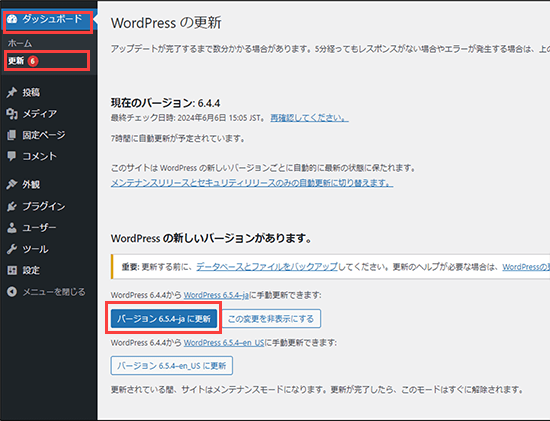 ダッシュボード
ホーム
更新 6
投稿
メディア
固定ページ
コメント
外観
プラグイン
ユーザー
ツール
設定
メニューを閉じる
WordPress の更新
アップデートが完了するまで数分かかる場合があります。5分経ってもレスポンスがない場合やエラーが発生する場合は、上の
現在のバージョン: 6.4.4
最終チェック日時: 2024年6月6日 15:05 JST。 再確認してください。
7時間に自動更新が予定されています。
このサイトは WordPress の新しいバージョンごとに自動的に最新の状態に保たれます。
メンテナンスリリースとセキュリティリリースのみの自動更新に切り替えます。
WordPress の新しいバージョンがあります。
重要: 更新する前に、データベースとファイルをバックアップしてください。更新のヘルプが必要な場合は、WordPressの
WordPress 6.4.4から WordPress 6.5.4–jaに手動更新できます:
バージョン 6.5.4–ja に更新 この変更を非表示にする
WordPress 6.4.4から WordPress 6.5.4–en_USに手動更新できます:
バージョン 6.5.4–en_US に更新
更新されている間、サイトはメンテナンスモードになります。更新が完了したら、このモードはすぐに解除されます。